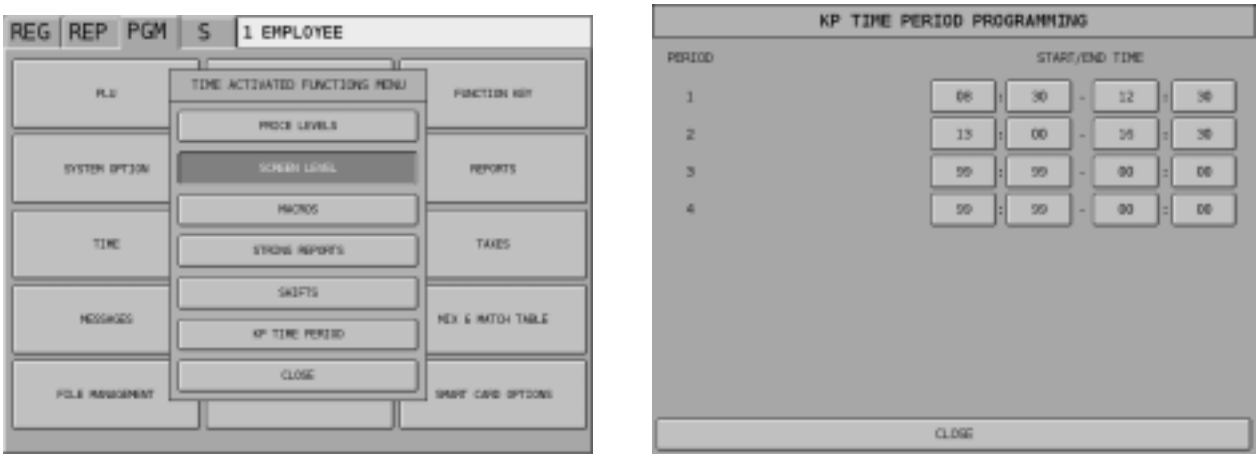 REG REP PGM S 1 EMPLOYEE
PLU
TIME ACTIVATED FUNCTIONS MENU
FUNCTION KEY
PRICE LEVELS
SYSTEM OPTION
SCREEN LEVEL
REPORTS
MACROS
TIME
STRING REPORTS
TAXES
SHIFTS
MESSAGES
KP TIME PERIOD
MIX & MATCH TABLE
CLOSE
FILE MANAGEMENT
SMART CARD OPTIONS
KP TIME PERIOD PROGRAMMING
PERIOD START/END TIME
1 08 : 30 - 12 : 30
2 13 : 00 - 16 : 30
3 99 : 99 - 00 : 00
4 99 : 99 - 00 : 00
CLOSE